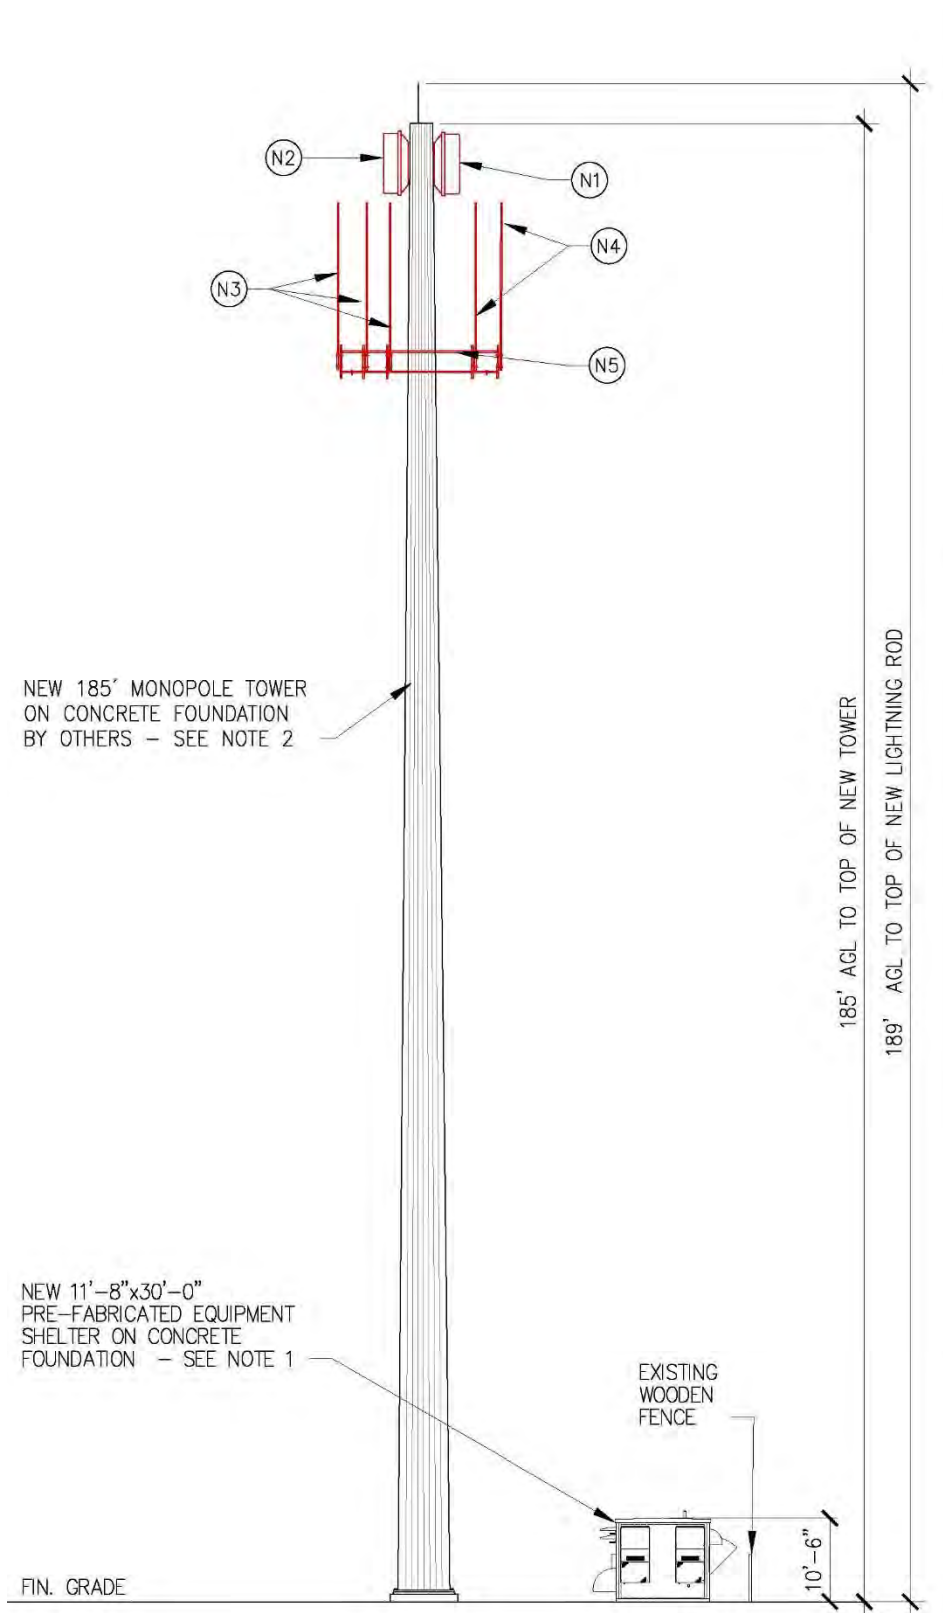 N2
N1
N4
N3
N5
NEW 185' MONOPOLE TOWER
ON CONCRETE FOUNDATION
BY OTHERS – SEE NOTE 2
185' AGL TO TOP OF NEW TOWER
189' AGL TO TOP OF NEW LIGHTNING ROD
NEW 11'–8"x30'–0"
PRE–FABRICATED EQUIPMENT
SHELTER ON CONCRETE
FOUNDATION – SEE NOTE 1
EXISTING
WOODEN
FENCE
10'–6"
FIN. GRADE